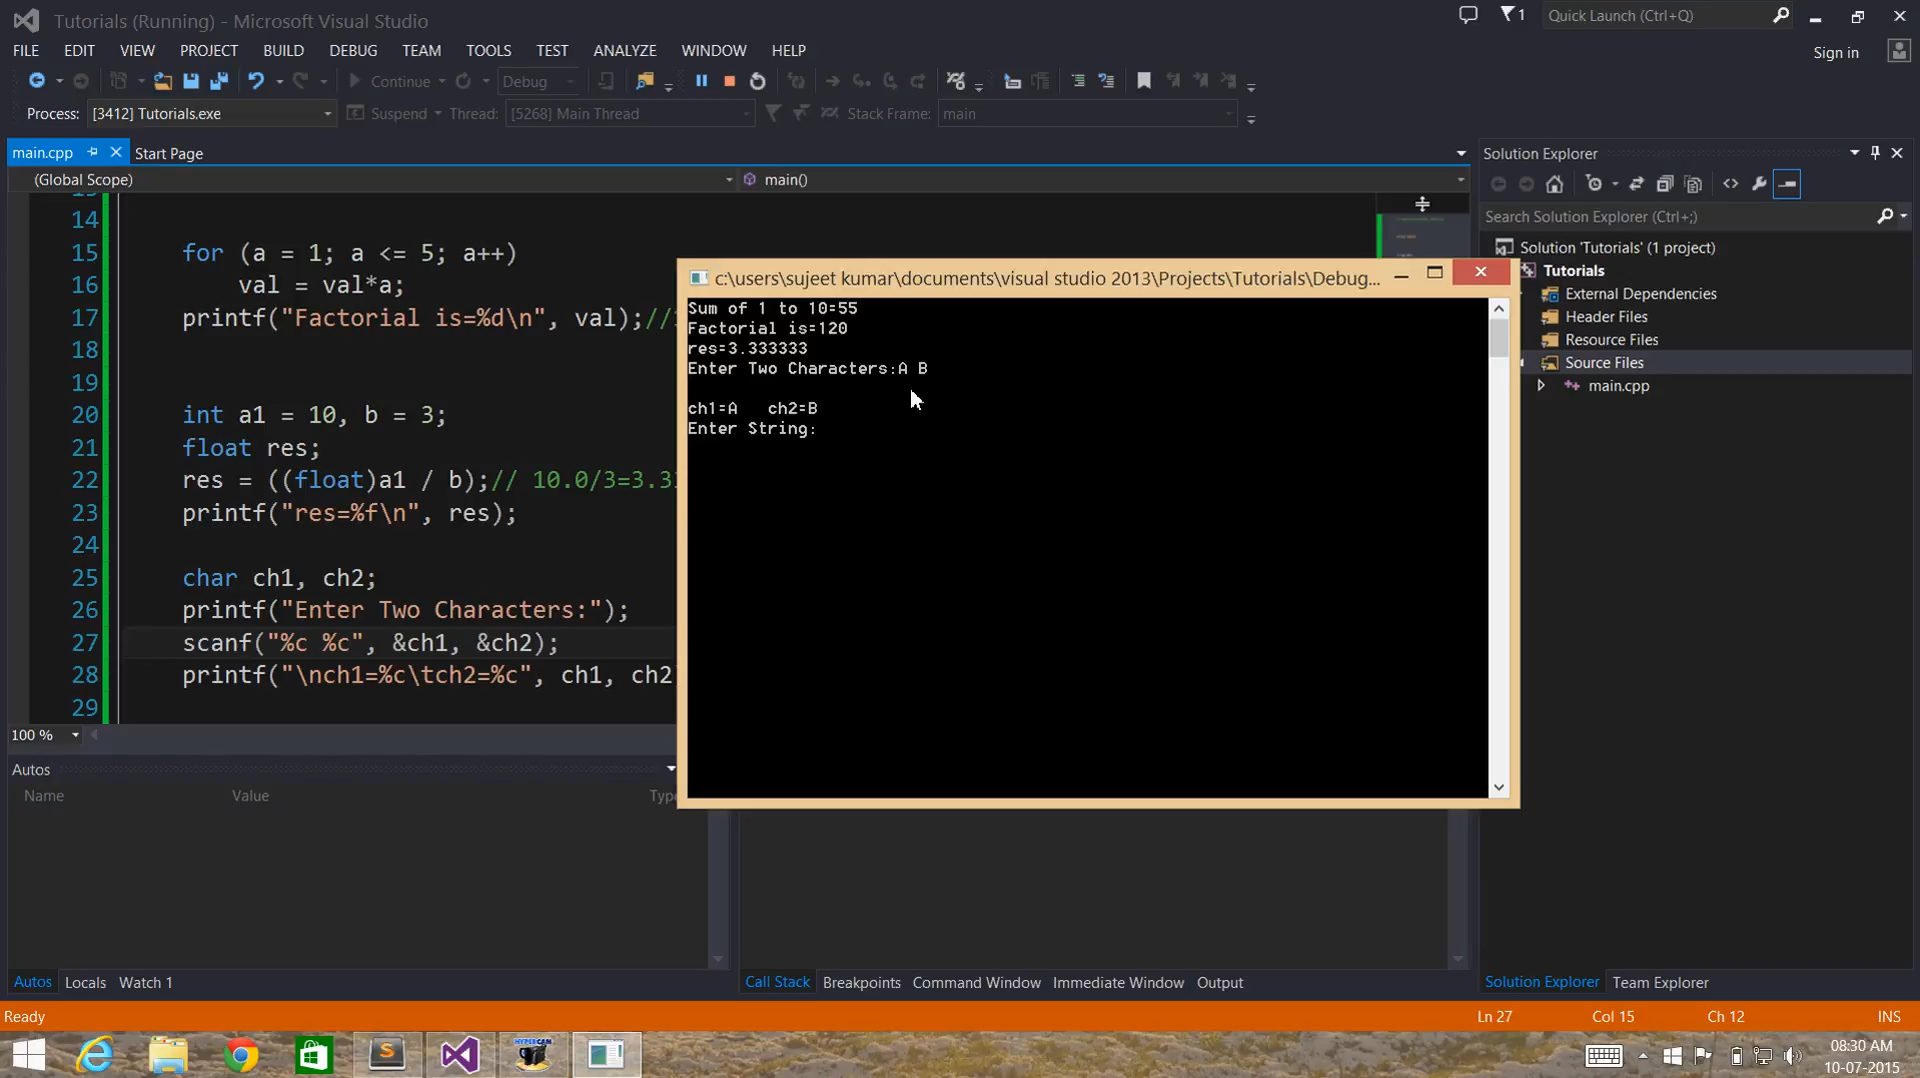 Tutorials (Running) - Microsoft Visual Studio
1
Quick Launch (Ctrl+Q)
FILE EDIT VIEW PROJECT BUILD DEBUG TEAM TOOLS TEST ANALYZE WINDOW HELP
Sign in
Continue Debug
Process: [3412] Tutorials.exe Suspend Thread: [5268] Main Thread Stack Frame: main
main.cpp Start Page
(Global Scope) main()
14
15 for (a = 1; a <= 5; a++)
16 val = val*a;
17 printf("Factorial is=%d\n", val);//
18
19
20 int a1 = 10, b = 3;
21 float res;
22 res = ((float)a1 / b);// 10.0/3=3.3
23 printf("res=%f\n", res);
24
25 char ch1, ch2;
26 printf("Enter Two Characters:");
27 scanf("%c %c", &ch1, &ch2);
28 printf("\nch1=%c\tch2=%c", ch1, ch2
29
100 %
c:\users\sujeet kumar\documents\visual studio 2013\Projects\Tutorials\Debug...
Sum of 1 to 10=55
Factorial is=120
res=3.333333
Enter Two Characters:A B
ch1=A ch2=B
Enter String:
Solution Explorer
Search Solution Explorer (Ctrl+;)
Solution 'Tutorials' (1 project)
Tutorials
External Dependencies
Header Files
Resource Files
Source Files
main.cpp
Autos
Name Value Typ
Autos Locals Watch 1
Call Stack Breakpoints Command Window Immediate Window Output
Solution Explorer Team Explorer
Ready Ln 27 Col 15 Ch 12 INS
HYPERCAM
08:30 AM
10-07-2015